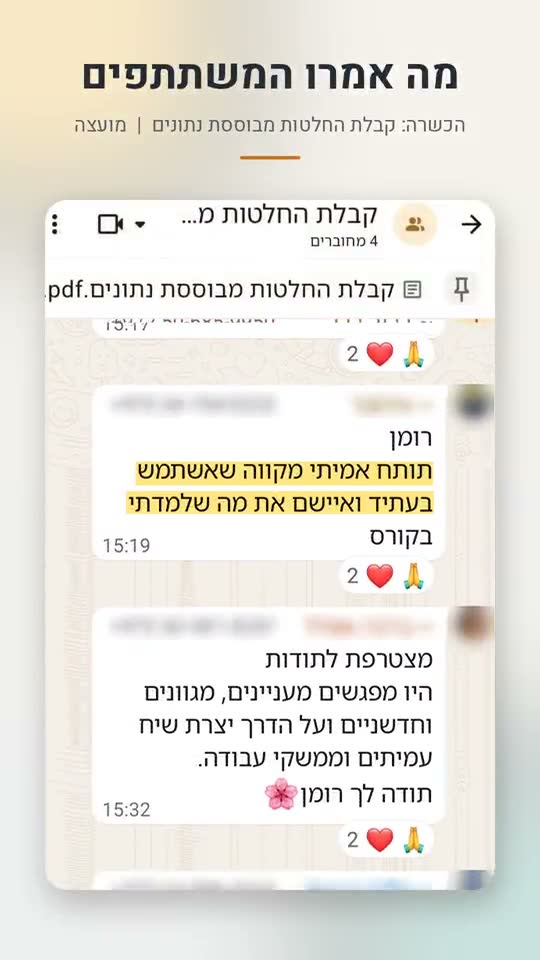 מה אמרו המשתתפים
הכשרה: קבלת החלטות מבוססת נתונים | מועצה
קבלת החלטות מ...
4 מחוברים
קבלת החלטות מבוססת נתונים.pdf.
15:17
2 ❤️ 🙏
רומן
תותח אמיתי מקווה שאשתמש
בעתיד ואיישם את מה שלמדתי
בקורס
15:19
2 ❤️ 🙏
מצטרפת לתודות
היו מפגשים מעניינים, מגוונים
וחדשניים ועל הדרך יצרת שיח
עמיתים וממשקי עבודה.
תודה לך רומן🌸
15:32
2 ❤️ 🙏